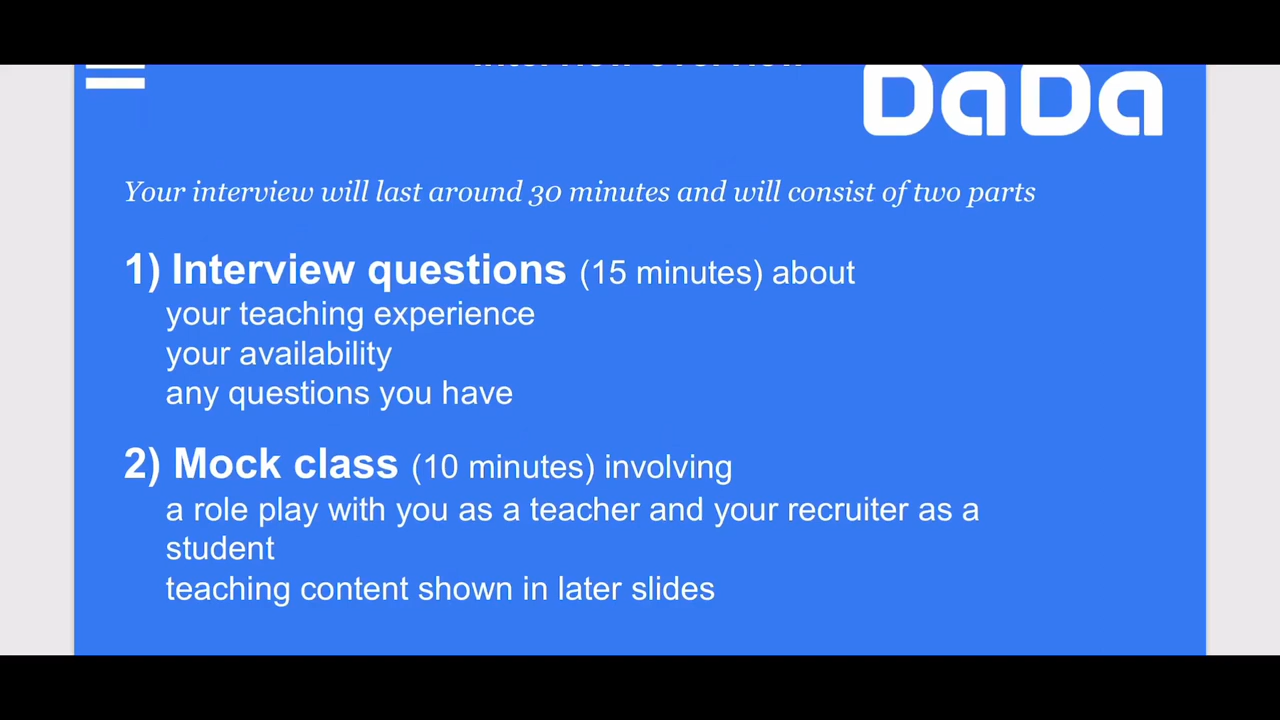 DaDa
Your interview will last around 30 minutes and will consist of two parts
1) Interview questions (15 minutes) about
your teaching experience
your availability
any questions you have
2) Mock class (10 minutes) involving
a role play with you as a teacher and your recruiter as a
student
teaching content shown in later slides